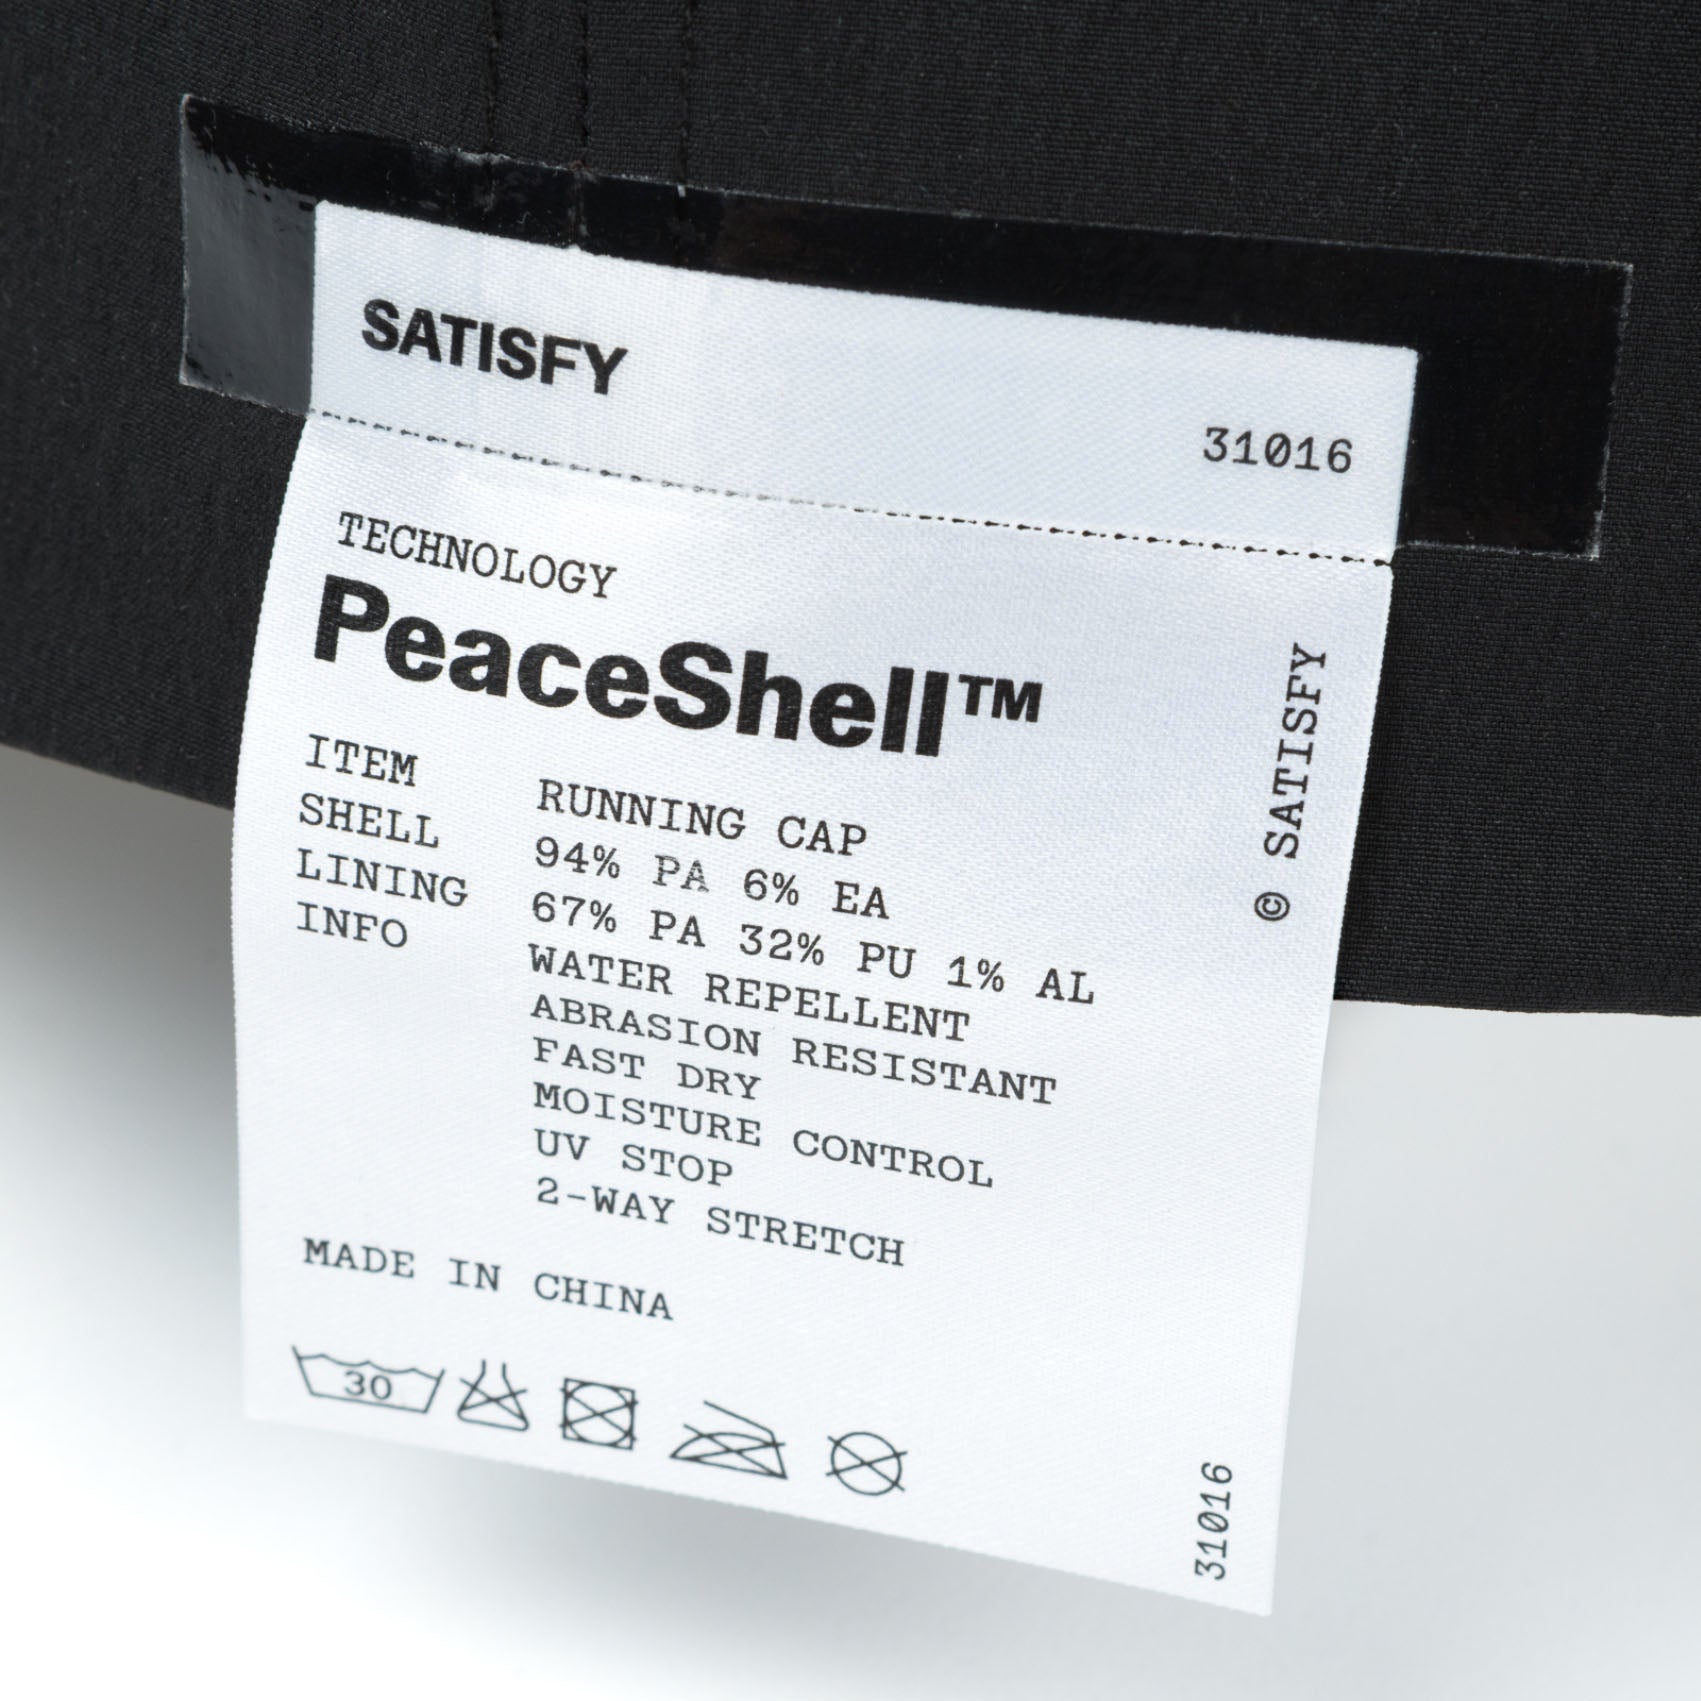 SATISFY
31016
TECHNOLOGY
PeaceShell™
ITEM RUNNING CAP
SHELL 94% PA 6% EA
LINING 67% PA 32% PU 1% AL
INFO WATER REPELLENT
ABRASION RESISTANT
FAST DRY
MOISTURE CONTROL
UV STOP
2-WAY STRETCH
MADE IN CHINA
30
© SATISFY
31016